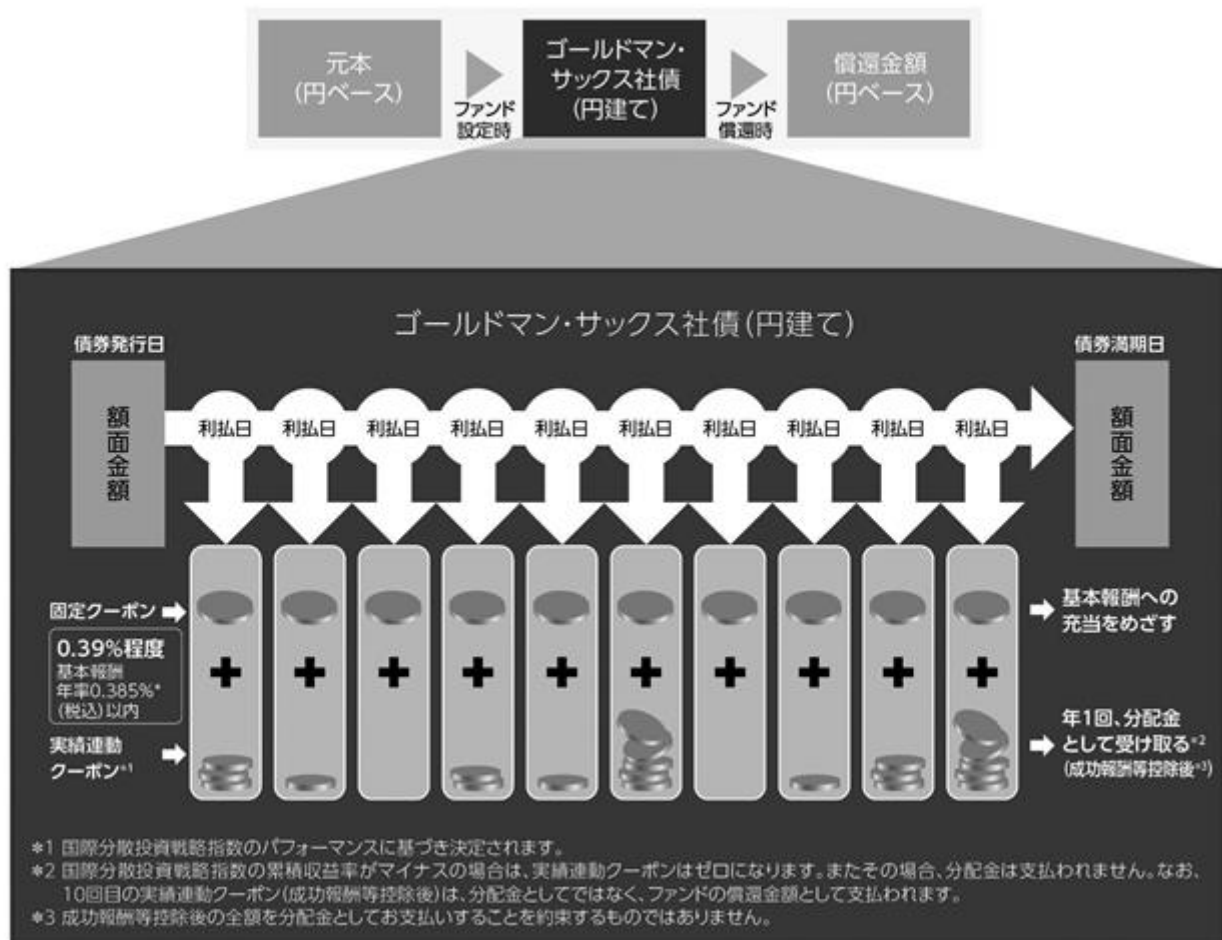 元本
(円ベース)
ファンド
設定時
ゴールドマン・
サックス社債
(円建て)
ファンド
償還時
償還金額
(円ベース)
ゴールドマン・サックス社債(円建て)
債券発行日
額面金額
利払日 利払日 利払日 利払日 利払日 利払日 利払日 利払日 利払日 利払日
債券満期日
額面金額
固定クーポン
0.39%程度
基本報酬
年率0.385%*
(税込)以内
実績連動
クーポン*1
基本報酬への
充当をめざす
年1回、分配金
として受け取る*2
(成功報酬等控除後*3)
*1 国際分散投資戦略指数のパフォーマンスに基づき決定されます。
*2 国際分散投資戦略指数の累積収益率がマイナスの場合は、実績連動クーポンはゼロになります。またその場合、分配金は支払われません。なお、
10回目の実績連動クーポン(成功報酬等控除後)は、分配金としてではなく、ファンドの償還金額として支払われます。
*3 成功報酬等控除後の全額を分配金としてお支払いすることを約束するものではありません。